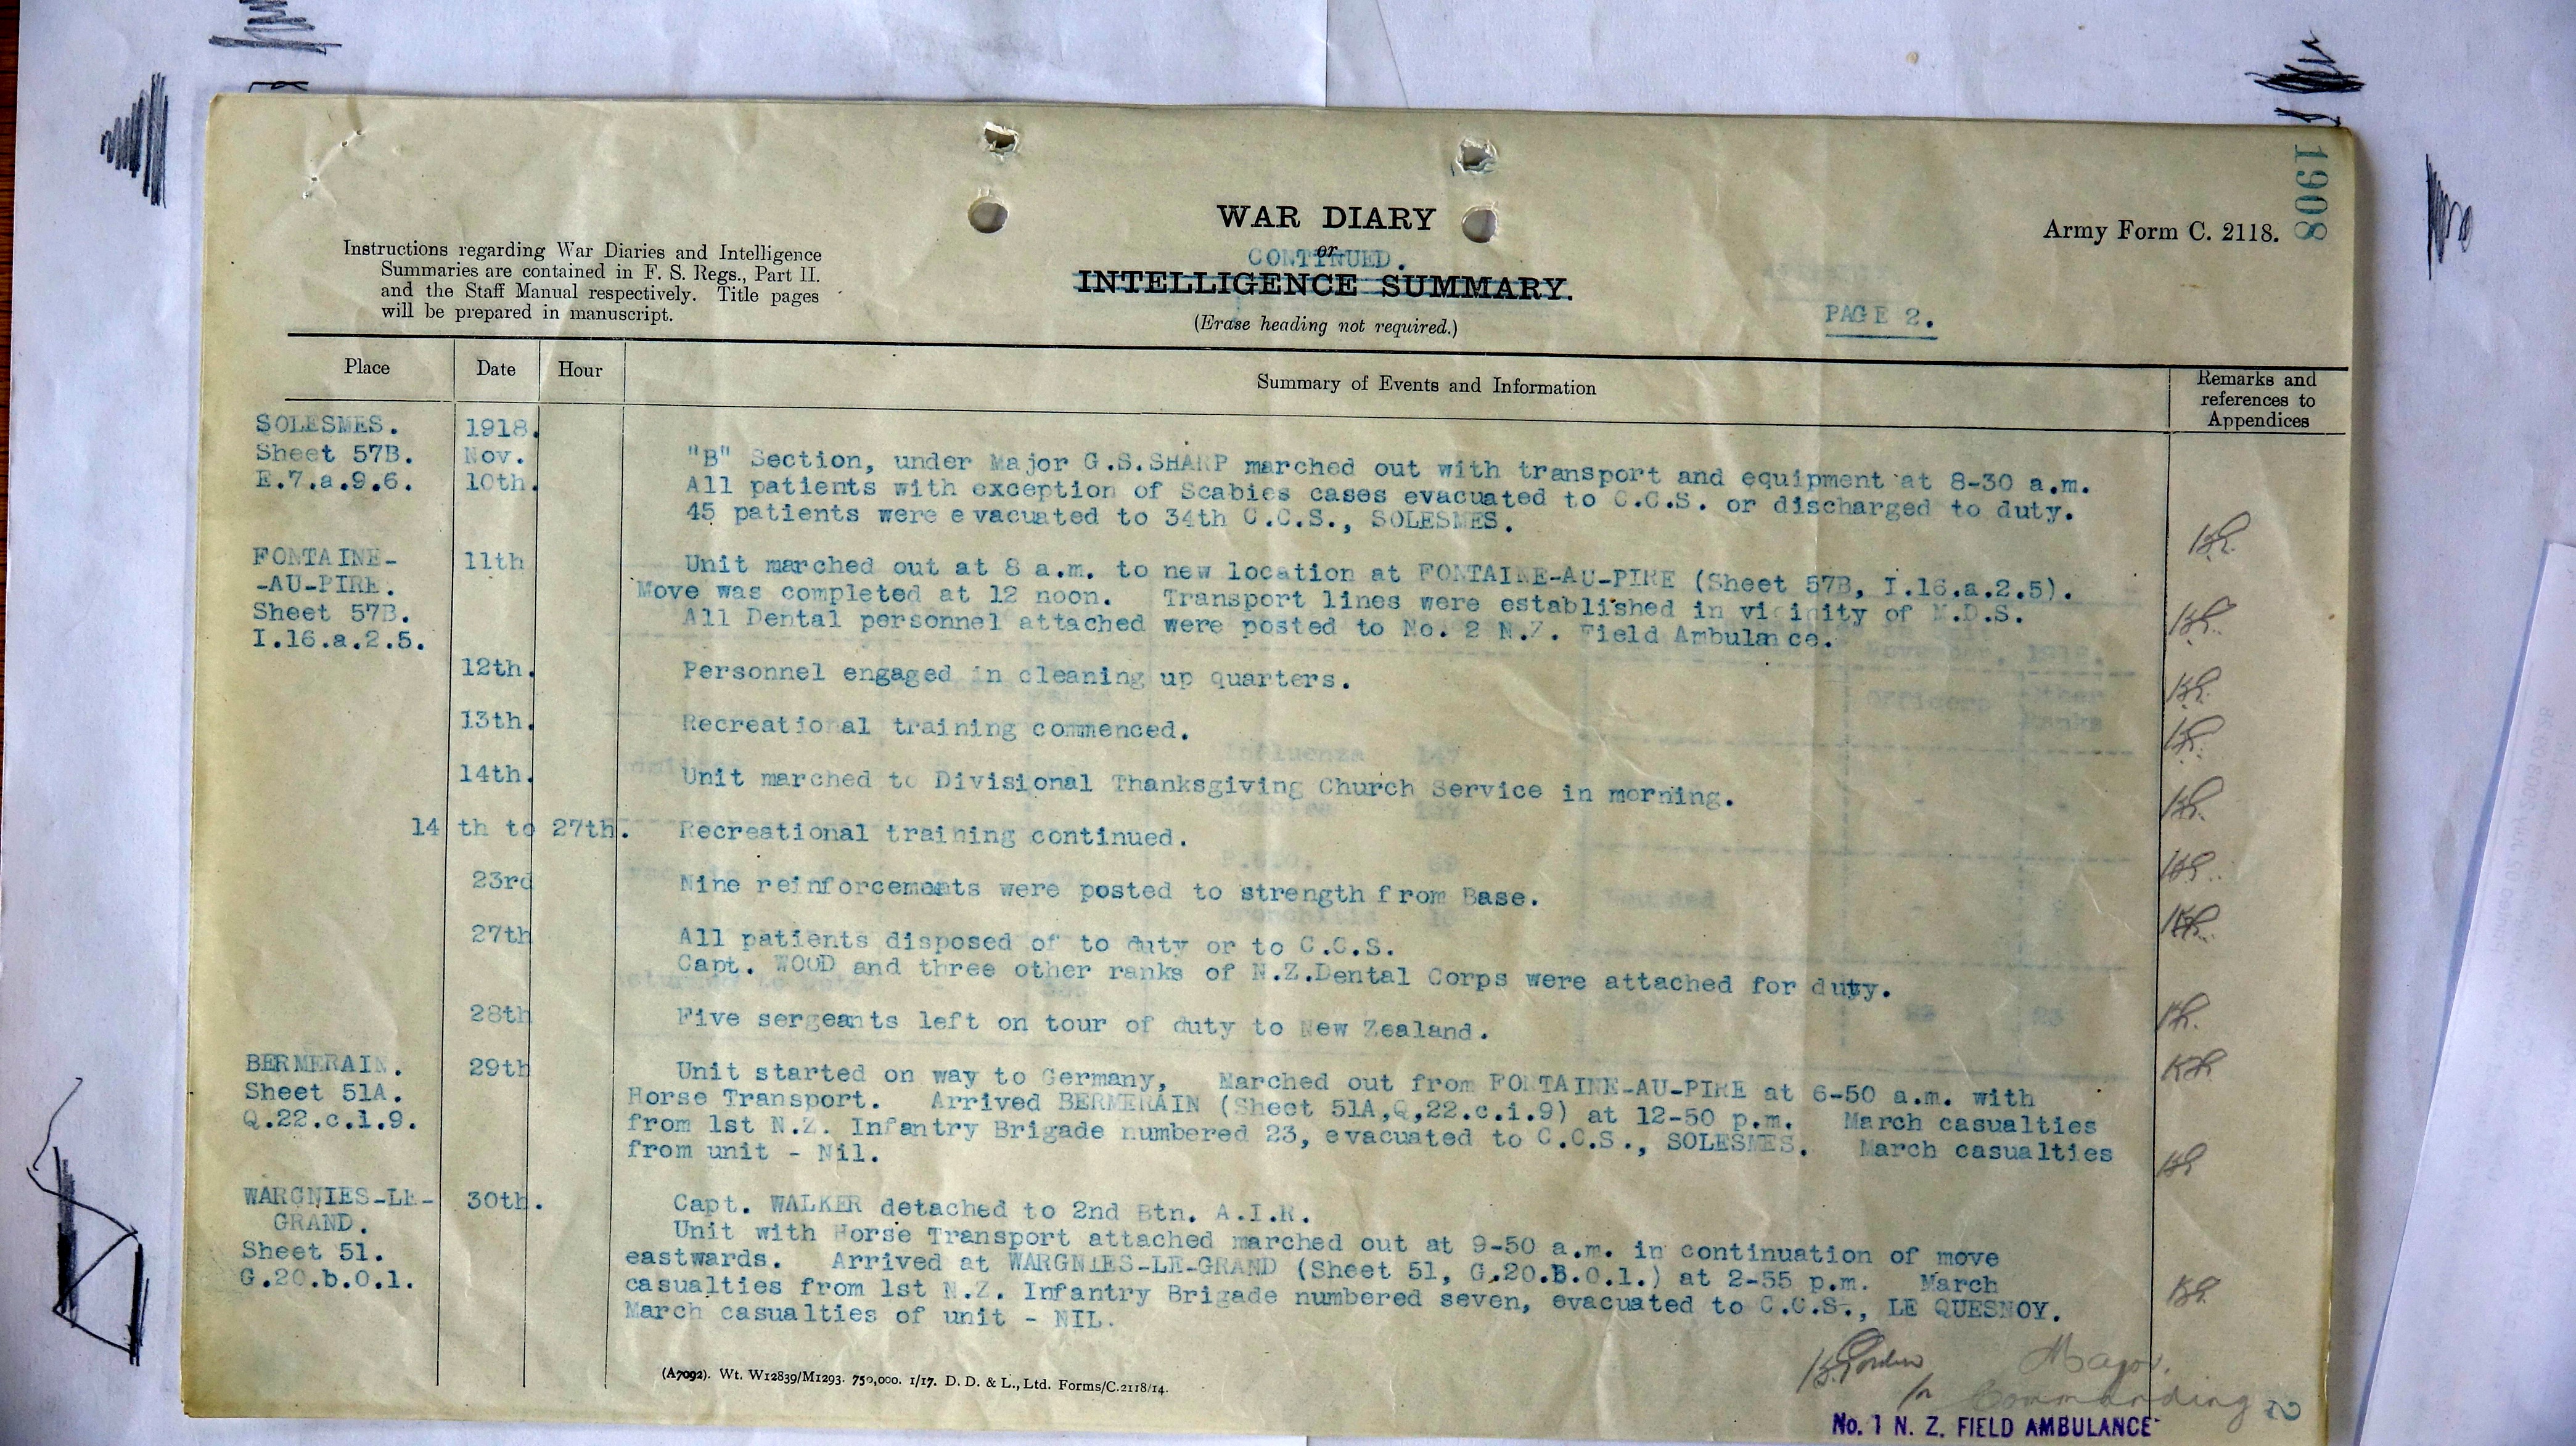 1908
WAR DIARY
or
CONTINUED.
INTELLIGENCE SUMMARY.
(Erase heading not required.)
Army Form C. 2118.
PAGE 2.
Instructions regarding War Diaries and Intelligence
Summaries are contained in F. S. Regs., Part II.
and the Staff Manual respectively. Title pages
will be prepared in manuscript.
Place
Date
Hour
Summary of Events and Information
Remarks and
references to
Appendices
SOLESMES.
Sheet 57B.
E.7.a.9.6.
1918.
Nov.
10th.
"B" Section, under Major G.S.SHARP marched out with transport and equipment at 8-30 a.m.
All patients with exception of Scabies cases evacuated to C.C.S. or discharged to duty.
45 patients were evacuated to 34th C.C.S., SOLESMES.
FONTAINE-
-AU-PIRE.
Sheet 57B.
I.16.a.2.5.
11th
Unit marched out at 8 a.m. to new location at FONTAINE-AU-PIRE (Sheet 57B, I.16.a.2.5).
Move was completed at 12 noon. Transport lines were established in vicinity of M.D.S.
All Dental personnel attached were posted to No. 2 N.Z. Field Ambulance.
12th.
Personnel engaged in cleaning up quarters.
13th.
Recreational training commenced.
14th.
Unit marched to Divisional Thanksgiving Church Service in morning.
14 th to 27th.
Recreational training continued.
23rd
Nine reinforcements were posted to strength from Base.
27th
All patients disposed of to duty or to C.C.S.
Capt. WOOD and three other ranks of N.Z.Dental Corps were attached for duty.
28th
Five sergeants left on tour of duty to New Zealand.
BERMERAIN.
Sheet 51A.
Q.22.c.1.9.
29th
Unit started on way to Germany, Marched out from FONTAINE-AU-PIRE at 6-50 a.m. with
Horse Transport. Arrived BERMERAIN (Sheet 51A,Q,22.c.i.9) at 12-50 p.m. March casualties
from 1st N.Z. Infantry Brigade numbered 23, evacuated to C.C.S., SOLESMES. March casualties
from unit - Nil.
WARGNIES-LE-
GRAND.
Sheet 51.
G.20.b.0.1.
30th.
Capt. WALKER detached to 2nd Btn. A.I.R.
Unit with Horse Transport attached marched out at 9-50 a.m. in continuation of move
eastwards. Arrived at WARGNIES-LE-GRAND (Sheet 51, G.20.B.0.1.) at 2-55 p.m. March
casualties from 1st N.Z. Infantry Brigade numbered seven, evacuated to C.C.S., LE QUESNOY.
March casualties of unit - NIL.
(A7092). Wt. W12839/M1293. 750,000. 1/17. D. D. & L., Ltd. Forms/C.2118/14.
Major.
Commanding
No. 1 N. Z. FIELD AMBULANCE
2